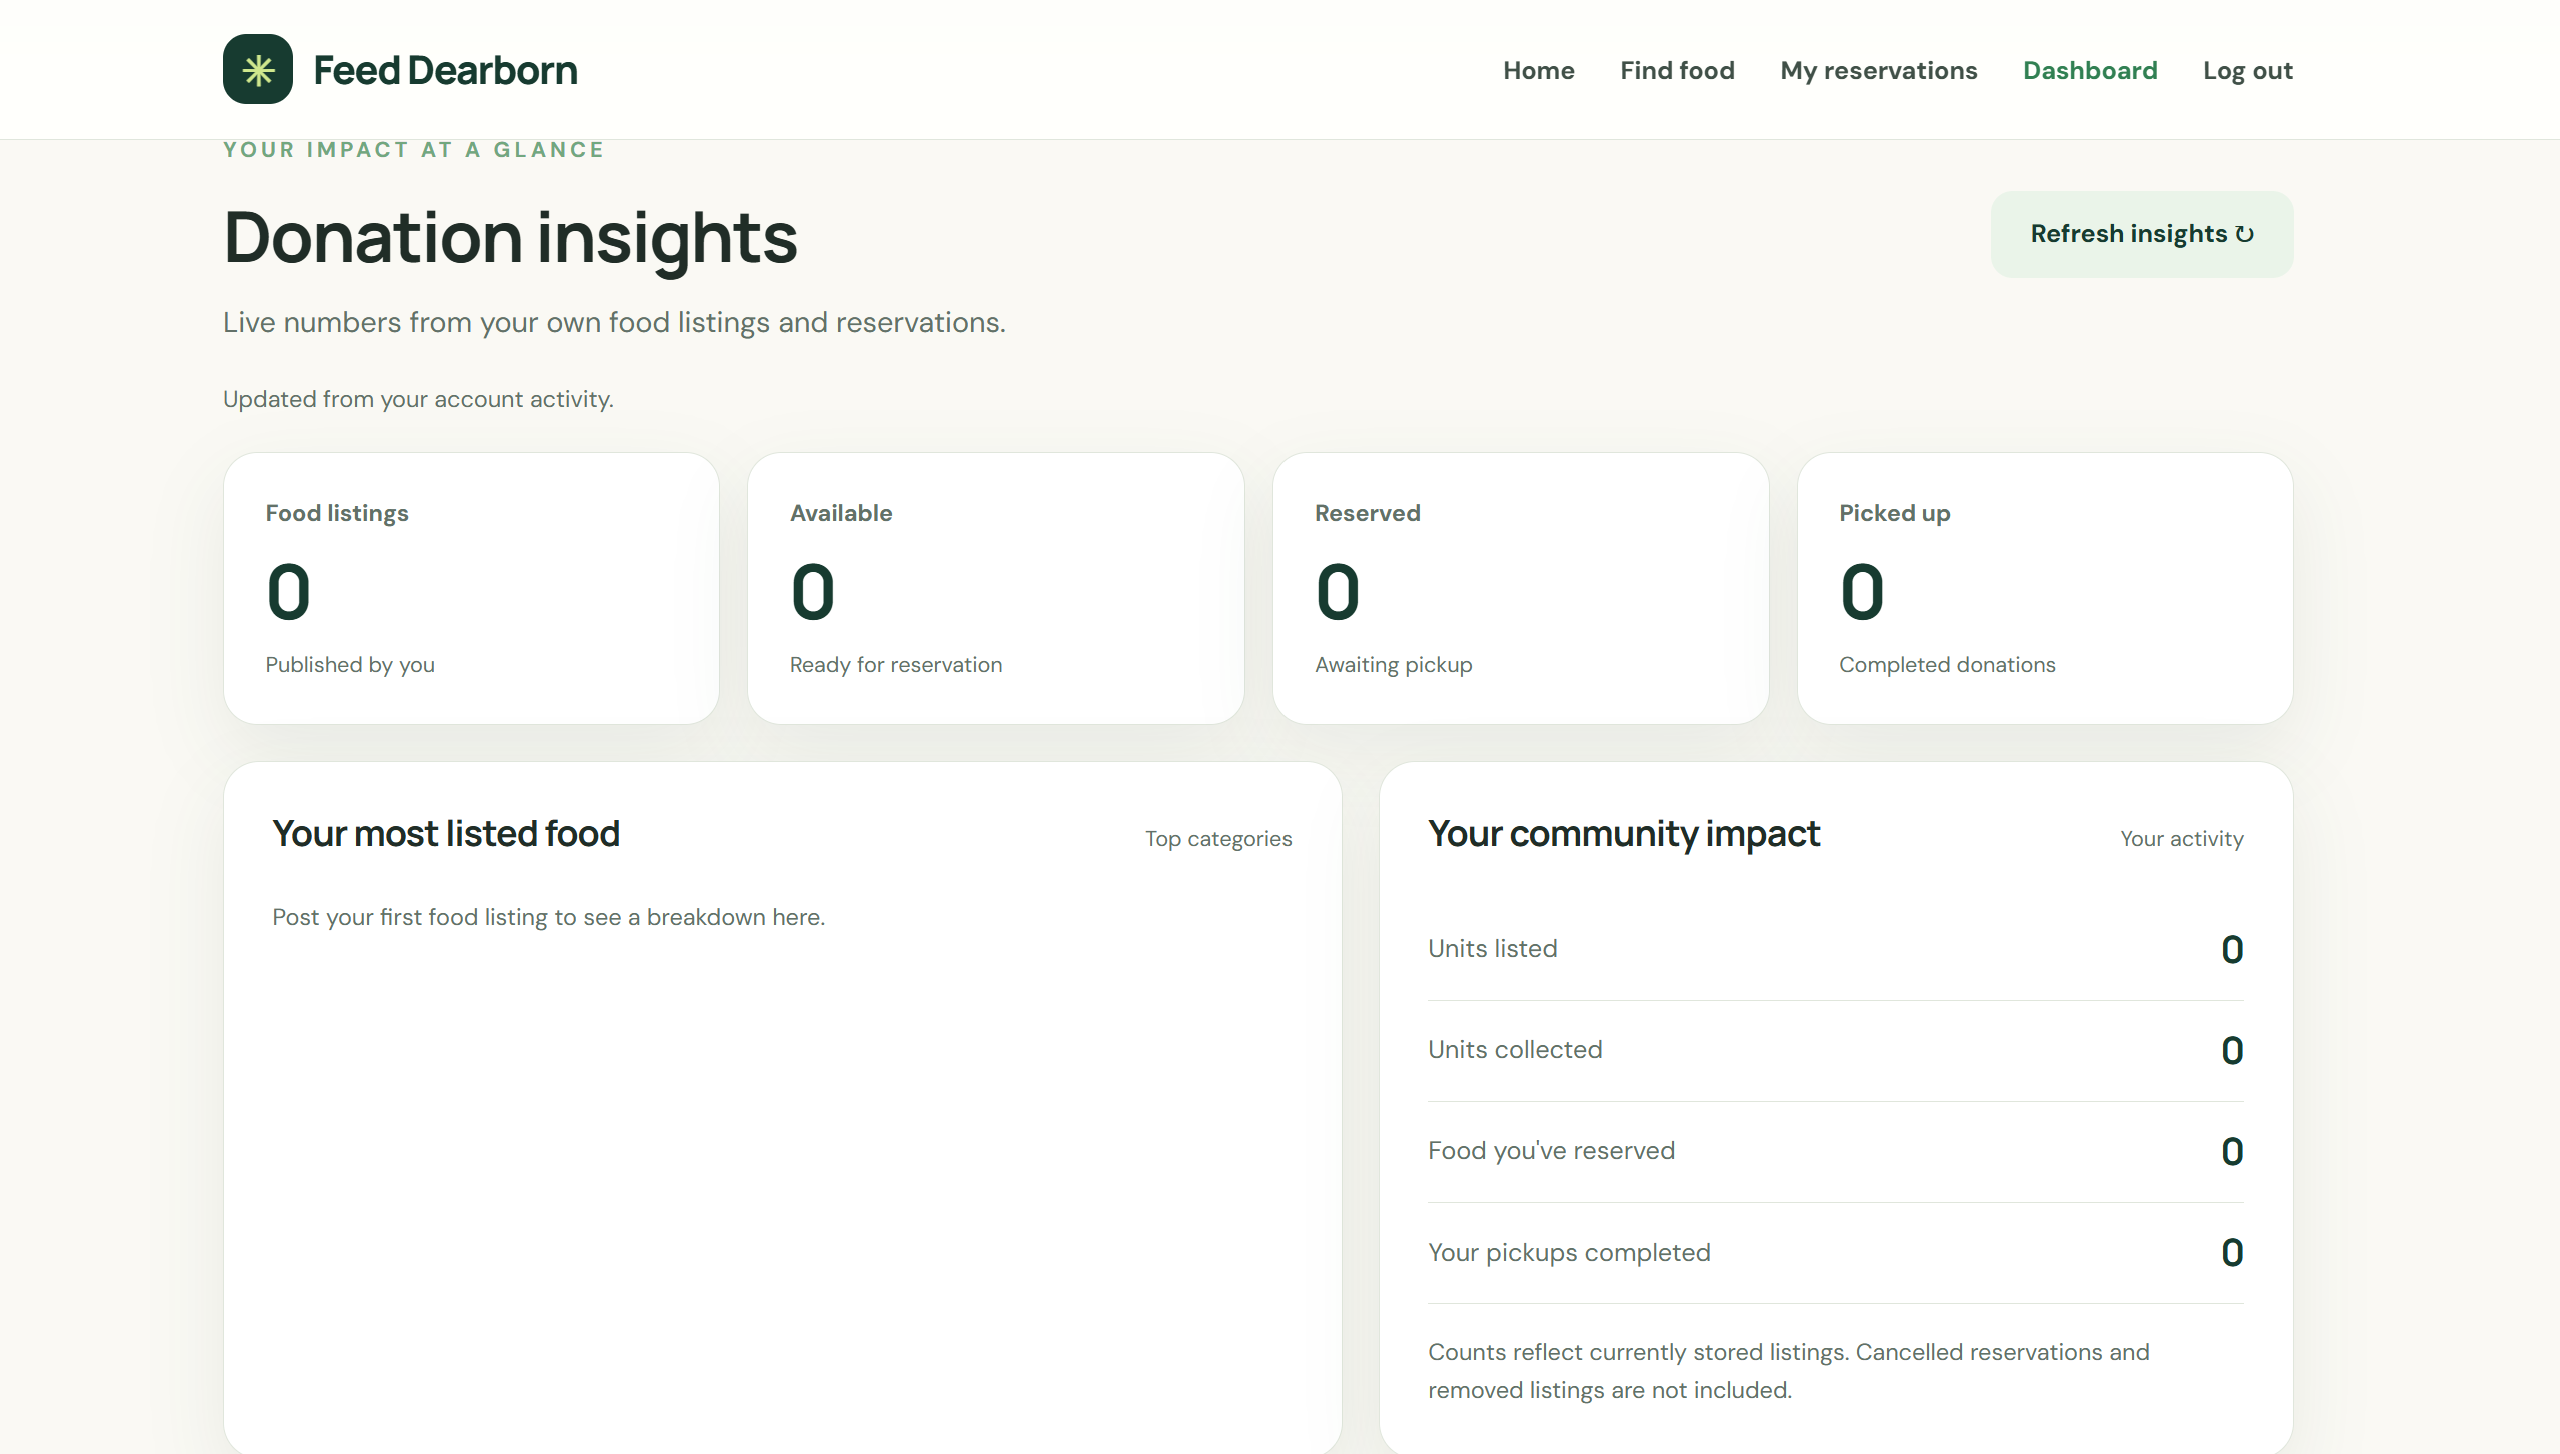 Feed Dearborn
Home Find food My reservations Dashboard Log out
YOUR IMPACT AT A GLANCE
Donation insights
Refresh insights ↻
Live numbers from your own food listings and reservations.
Updated from your account activity.
Food listings
0
Published by you
Available
0
Ready for reservation
Reserved
0
Awaiting pickup
Picked up
0
Completed donations
Your most listed food
Top categories
Post your first food listing to see a breakdown here.
Your community impact
Your activity
Units listed 0
Units collected 0
Food you've reserved 0
Your pickups completed 0
Counts reflect currently stored listings. Cancelled reservations and
removed listings are not included.